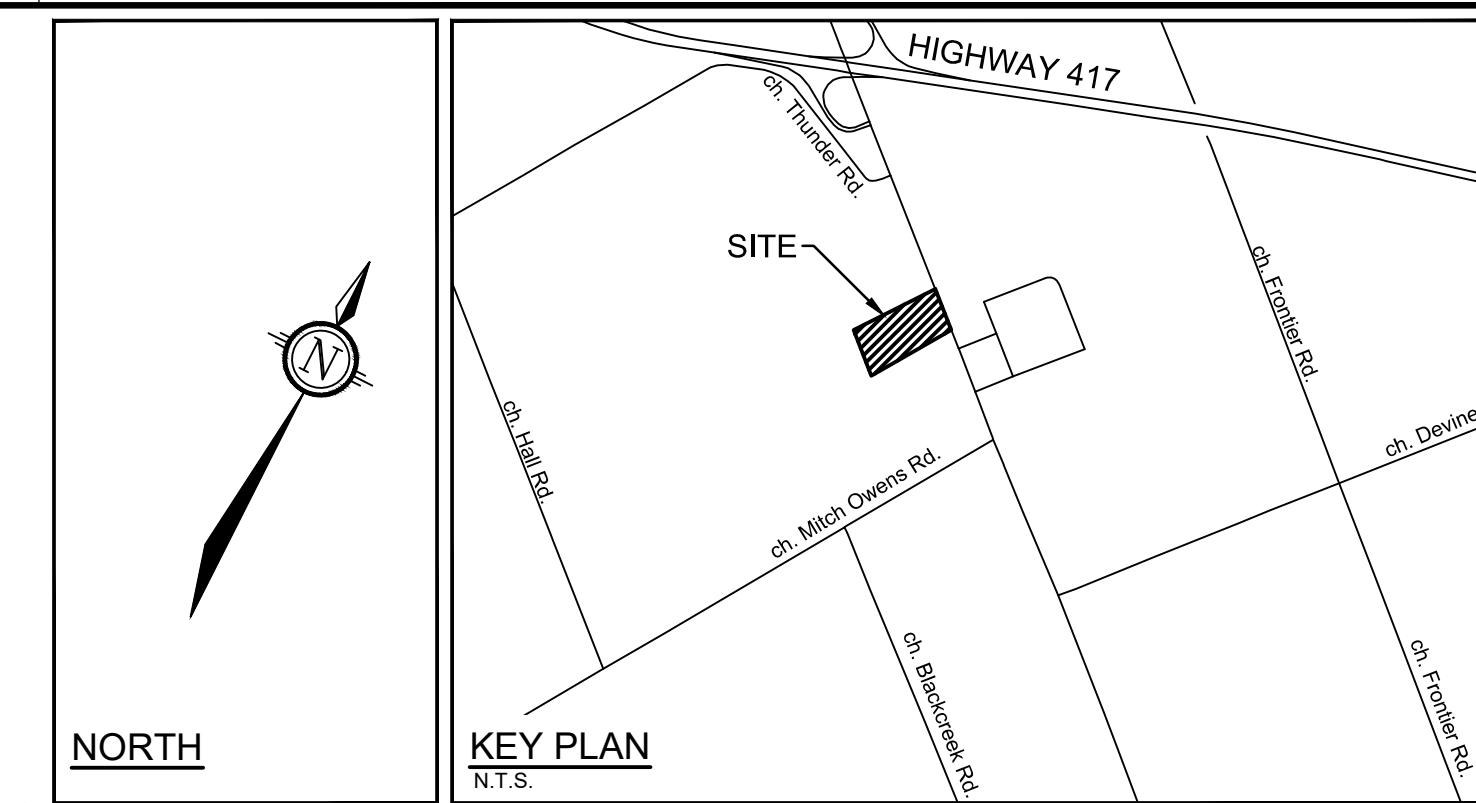 HIGHWAY 417
ch. Thunder Rd.
SITE
ch. Frontier Rd.
N
ch. Hall Rd.
ch. Devine
ch. Mitch Owens Rd.
ch. Blackcreek Rd.
ch. Frontier Rd.
NORTH
KEY PLAN
N.T.S.